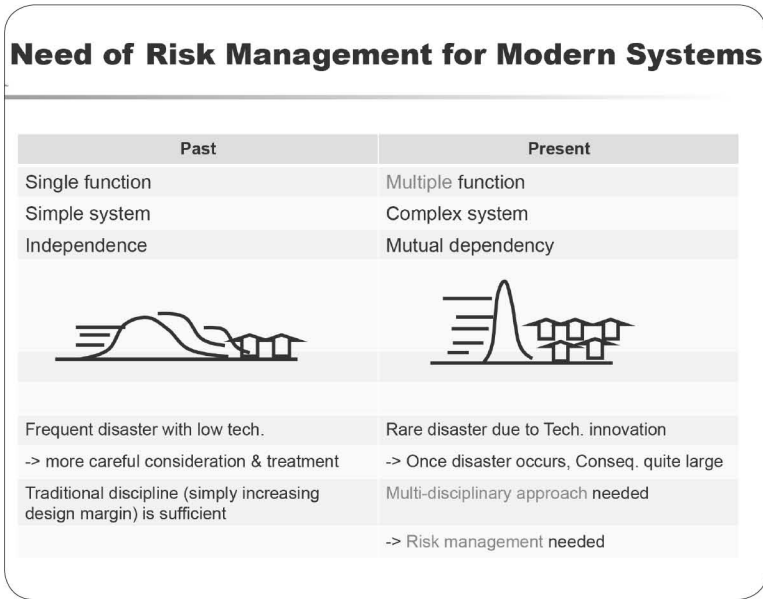 Need of Risk Management for Modern Systems
Past
Present
Single function
Multiple function
Simple system
Complex system
Independence
Mutual dependency
Frequent disaster with low tech.
Rare disaster due to Tech. innovation
-> more careful consideration & treatment
-> Once disaster occurs, Conseq. quite large
Traditional discipline (simply increasing
design margin) is sufficient
Multi-disciplinary approach needed
-> Risk management needed